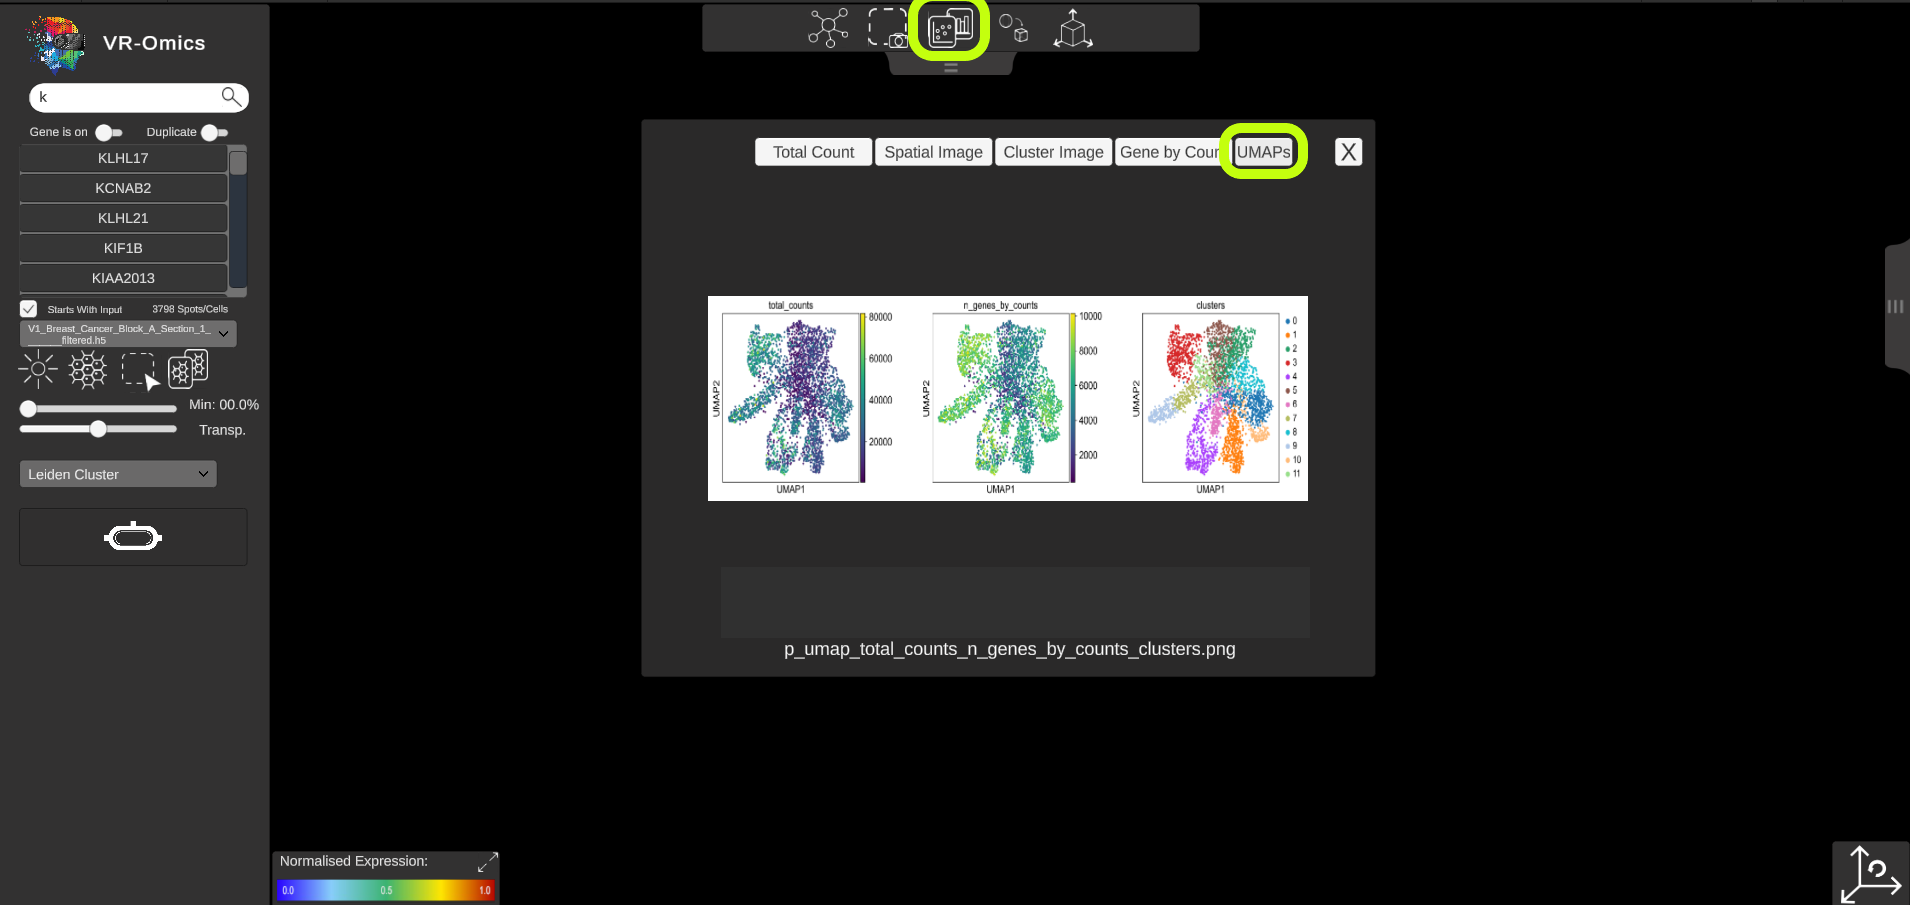 VR-Omics
k
Gene is on
Duplicate
KLHL17
KCNAB2
KLHL21
KIF1B
KIAA2013
Starts With Input
3798 Spots/Cells
V1_Breast_Cancer_Block_A_Section_1_
filtered.h5
Min: 00.0%
Transp.
Leiden Cluster
Total Count
Spatial Image
Cluster Image
Gene by Coun
UMAPs
X
total_counts
80000
60000
40000
20000
UMAP2
UMAP1
n_genes_by_counts
10000
8000
6000
4000
2000
UMAP2
UMAP1
clusters
0
1
2
3
4
5
6
7
8
9
10
11
UMAP2
UMAP1
p_umap_total_counts_n_genes_by_counts_clusters.png
Normalised Expression:
0.0
0.5
1.0